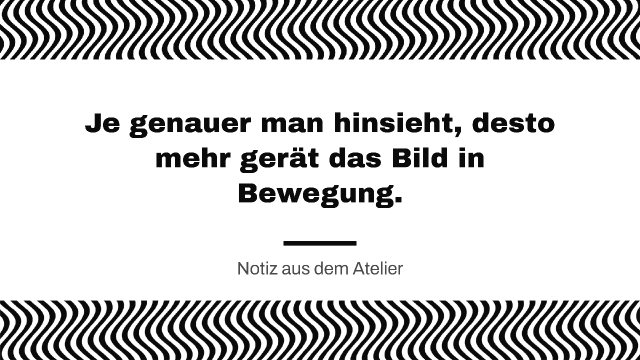 Je genauer man hinsieht, desto
mehr gerät das Bild in
Bewegung.
Notiz aus dem Atelier